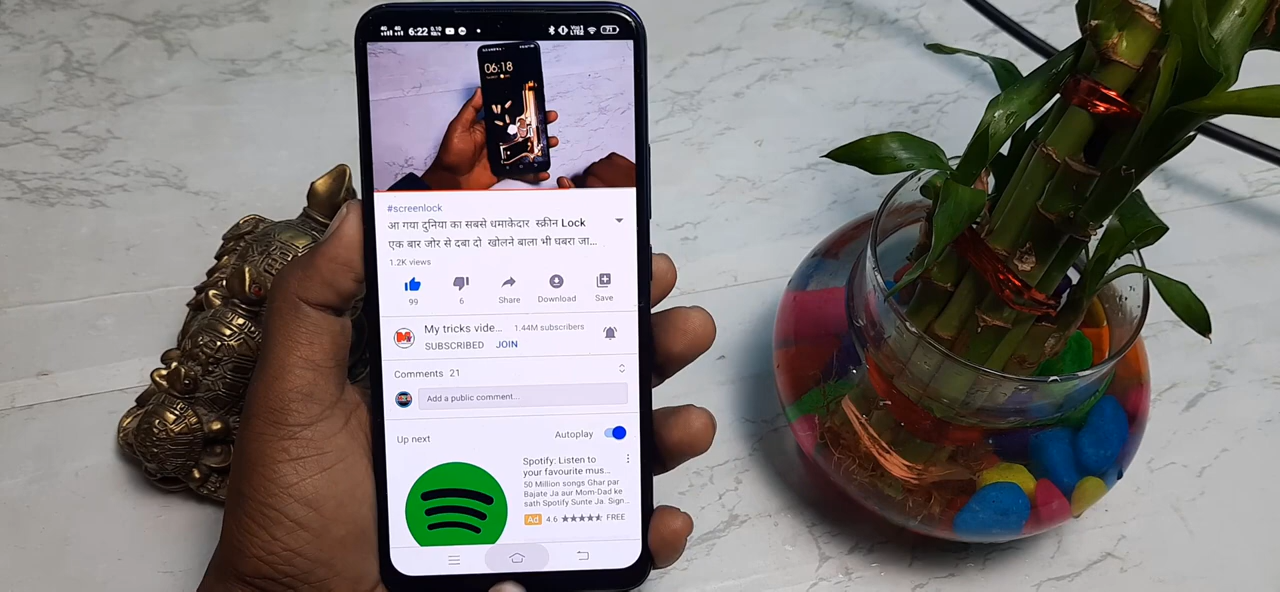 6:22
71
06:18
#screenlock
आ गया दुनिया का सबसे धमाकेदार स्क्रीन Lock
एक बार जोर से दबा दो खोलने बाला भी घबरा जा...
1.2K views
99
6
Share
Download
Save
My tricks vide...
1.44M subscribers
SUBSCRIBED
JOIN
Comments 21
Add a public comment...
Up next
Autoplay
Spotify: Listen to
your favourite mus...
50 Million songs Ghar par
Bajate Ja aur Mom-Dad ke
sath Spotify Sunte Ja. Sign...
Ad 4.6 FREE